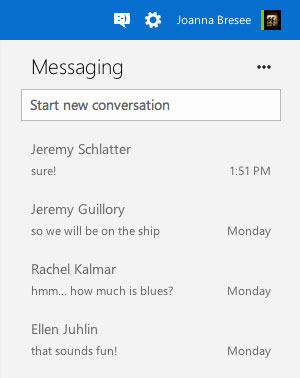 Joanna Bresee
Messaging
Start new conversation
Jeremy Schlatter
sure! 1:51 PM
Jeremy Guillory
so we will be on the ship Monday
Rachel Kalmar
hmm... how much is blues? Monday
Ellen Juhlin
that sounds fun! Monday